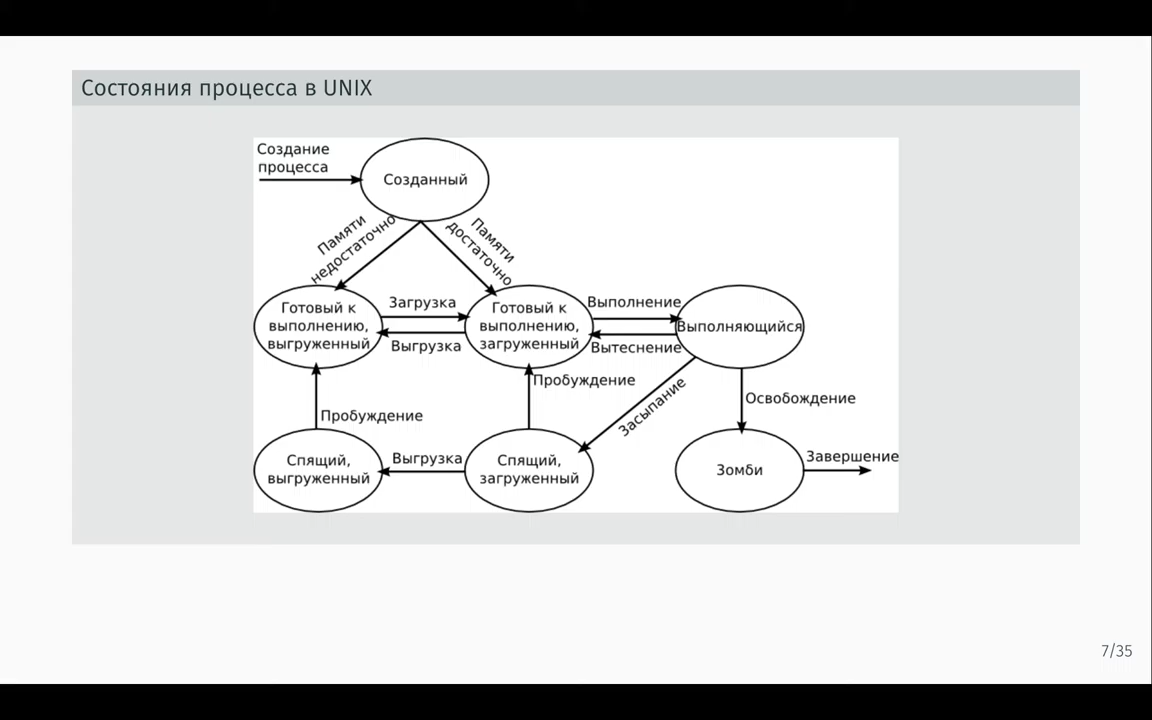 Состояния процесса в UNIX
Создание
процесса
Созданный
Памяти
недостаточно
Памяти
достаточно
Готовый к
выполнению,
выгруженный
Загрузка
Выгрузка
Готовый к
выполнению,
загруженный
Выполнение
Вытеснение
Выполняющийся
Пробуждение
Пробуждение
Засыпание
Освобождение
Спящий,
выгруженный
Выгрузка
Спящий,
загруженный
Зомби
Завершение
7/35